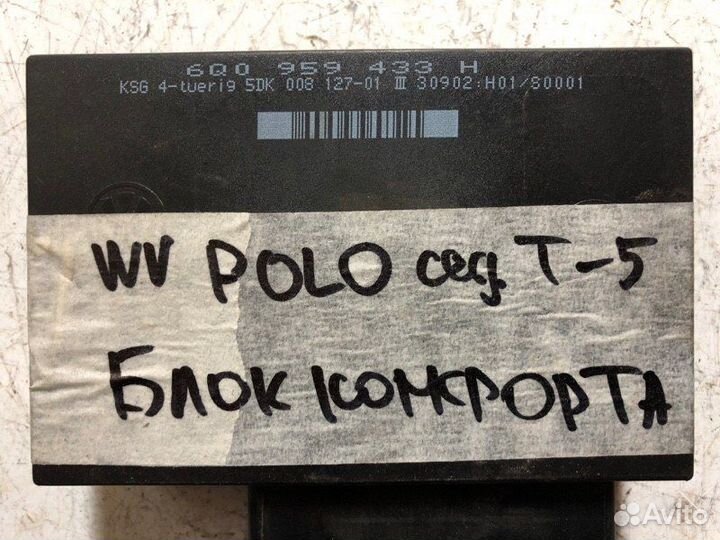 6Q0 959 433 H
KSG 4-tueri9 5DK 008 127-01 III 30902 H01/S0001
WV POLO сед. Т-5
БЛОК КОМФОРТА
Avito